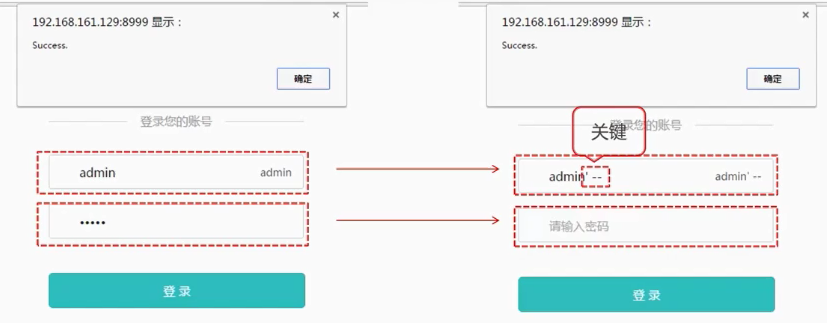 192.168.161.129:8999 显示：
Success.
确定
登录您的账号
admin admin
•••••
登 录
192.168.161.129:8999 显示：
Success.
确定
关键
登录您的账号
admin' -- admin' --
请输入密码
登 录